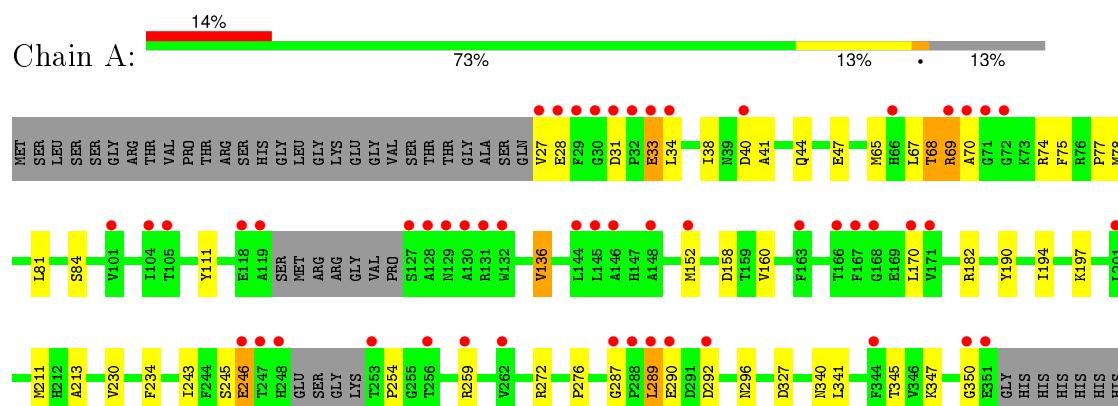 14%
Chain A:
73% 13% • 13%
MET SER LEU SER SER GLY ARG THR VAL PRO THR ARG SER HIS GLY LEU GLY LYS GLU GLY VAL SER THR THR GLY ALA SER GLN V27 E28 F29 G30 D31 P32 E33 L34 I38 N39 D40 A41 Q44 E47 M65 H66 L67 T68 R69 A70 G71 G72 K73 R74 F75 R76 P77 M78
L81 S84 V101 I104 T105 Y111 E118 A119 SER MET ARG ARG GLY VAL PRO S127 A128 N129 A130 R131 W132 V136 L144 L145 A146 H147 A148 M152 D158 T159 V160 F163 T166 F167 G168 E169 L170 V171 R182 Y190 I194 K197 I201
M211 H212 A213 V230 F234 I243 F244 S245 E246 T247 H248 GLU SER GLY LYS T253 P254 G255 T256 R259 V262 R272 P276 G287 P288 L289 E290 D291 D292 N296 D327 N340 L341 F344 T345 V346 K347 G350 E351 GLY HIS HIS HIS HIS HIS HIS